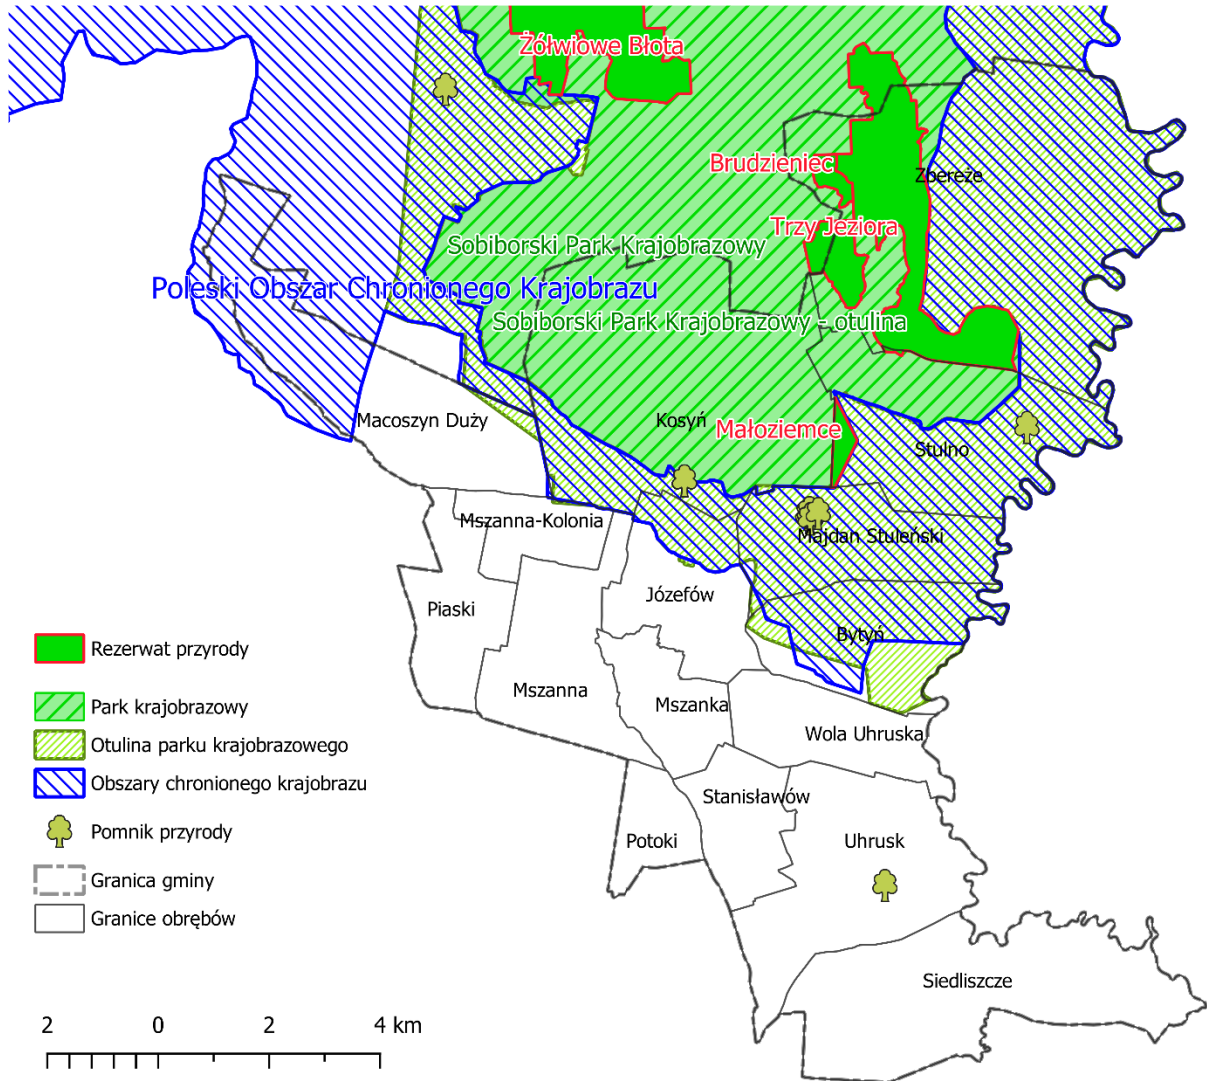 Żółwiowe Błota
Brudzieniec
Zbereże
Trzy Jeziora
Sobiborski Park Krajobrazowy
Poleski Obszar Chronionego Krajobrazu
Sobiborski Park Krajobrazowy - otulina
Macoszyn Duży
Kosyń
Małoziemce
Stulno
Mszanna-Kolonia
Majdan Stuleński
Józefów
Piaski
Bytyń
Mszanna
Mszanka
Wola Uhruska
Stanisławów
Potoki
Uhrusk
Siedliszcze
Rezerwat przyrody
Park krajobrazowy
Otulina parku krajobrazowego
Obszary chronionego krajobrazu
Pomnik przyrody
Granica gminy
Granice obrębów
2 0 2 4 km